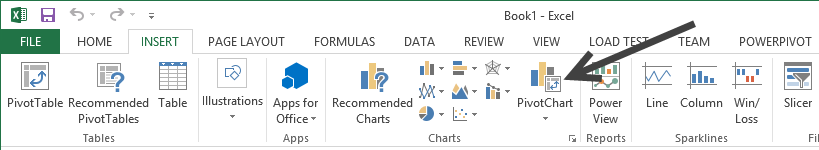 Book1 - Excel
FILE HOME INSERT PAGE LAYOUT FORMULAS DATA REVIEW VIEW LOAD TEST TEAM POWERPIVOT
PivotTable Recommended PivotTables Table Illustrations Apps for Office Recommended Charts PivotChart Power View Line Column Win/ Loss Slicer
Tables Apps Charts Reports Sparklines